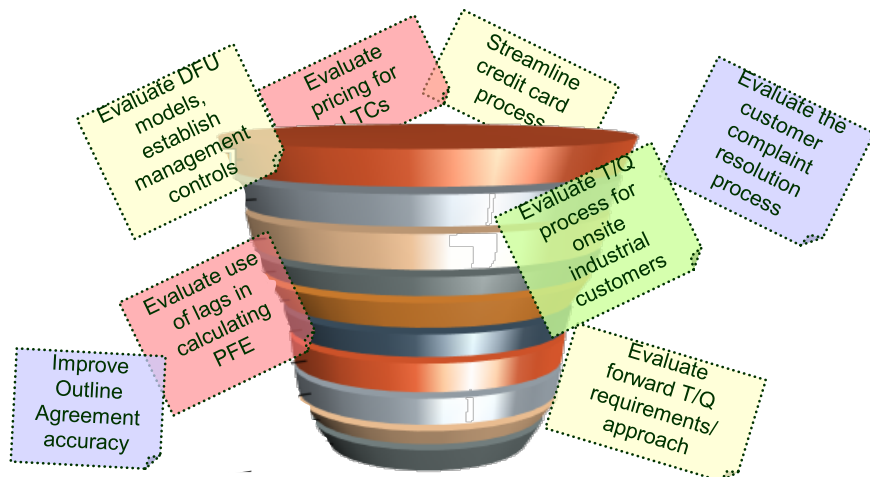 Evaluate DFU
models,
establish
management
controls
Evaluate
pricing for
LTCs
Streamline
credit card
process
Evaluate the
customer
complaint
resolution
process
Evaluate T/Q
process for
onsite
industrial
customers
Evaluate use
of lags in
calculating
PFE
Improve
Outline
Agreement
accuracy
Evaluate
forward T/Q
requirements/
approach